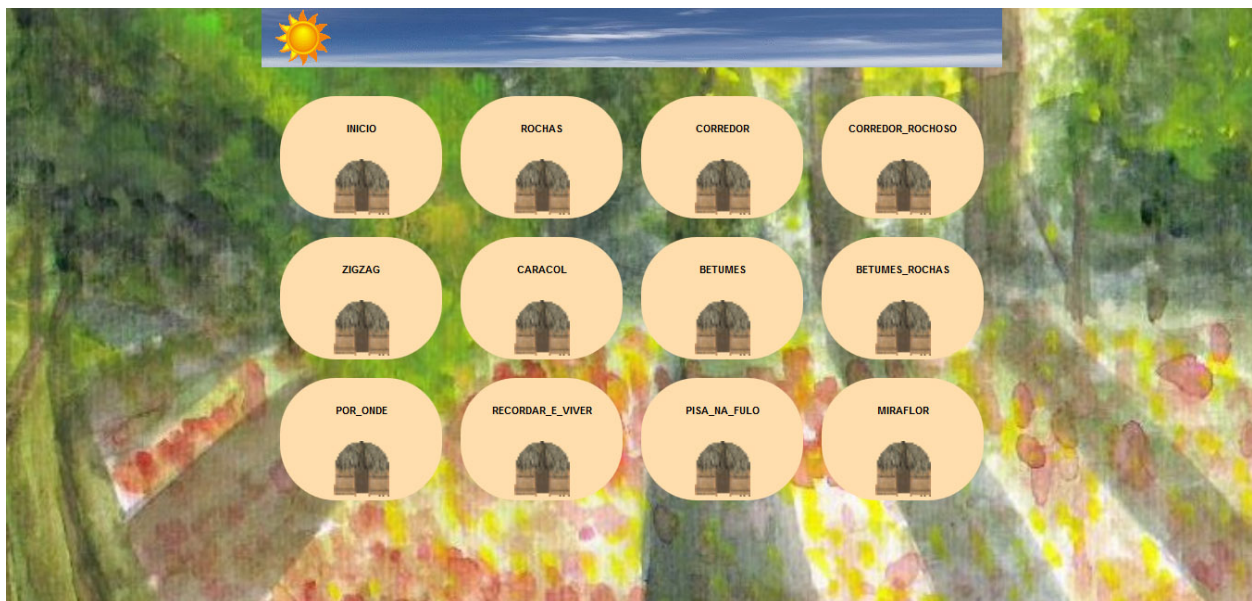 INICIO
ROCHAS
CORREDOR
CORREDOR_ROCHOSO
ZIGZAG
CARACOL
BETUMES
BETUMES_ROCHAS
POR_ONDE
RECORDAR_E_VIVER
PISA_NA_FULO
MIRAFLOR